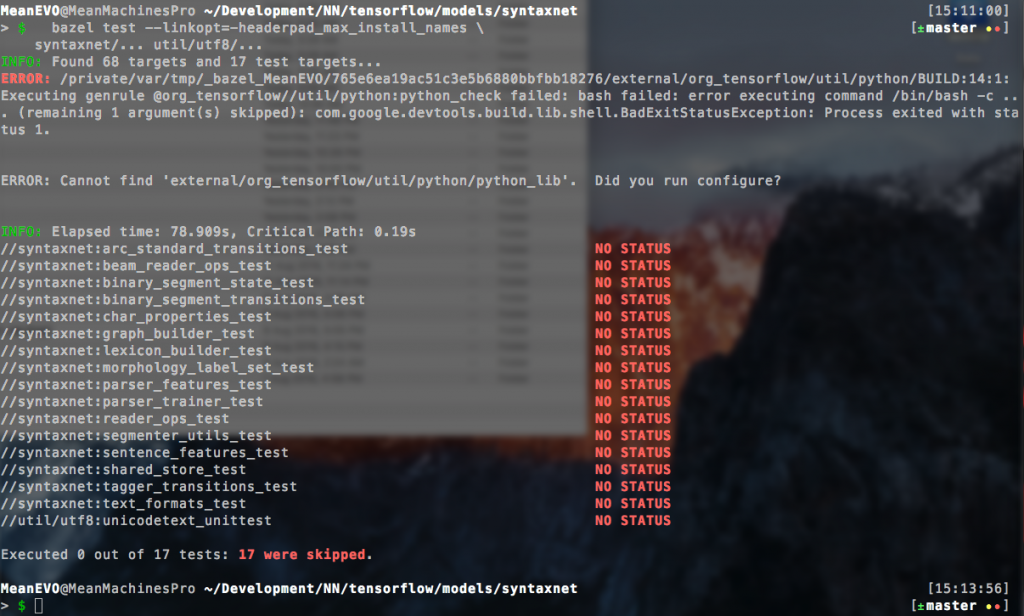 MeanEVO@MeanMachinesPro ~/Development/NN/tensorflow/models/syntaxnet [15:11:00]
> $   bazel test --linkopt=-headerpad_max_install_names \ [±master ●●]
    syntaxnet/... util/utf8/...
INFO: Found 68 targets and 17 test targets...
ERROR: /private/var/tmp/_bazel_MeanEVO/765e6ea19ac51c3e5b6880bbfbb18276/external/org_tensorflow/util/python/BUILD:14:1:
Executing genrule @org_tensorflow//util/python:python_check failed: bash failed: error executing command /bin/bash -c ..
. (remaining 1 argument(s) skipped): com.google.devtools.build.lib.shell.BadExitStatusException: Process exited with sta
tus 1.
ERROR: Cannot find 'external/org_tensorflow/util/python/python_lib'.  Did you run configure?
INFO: Elapsed time: 78.909s, Critical Path: 0.19s
//syntaxnet:arc_standard_transitions_test NO STATUS
//syntaxnet:beam_reader_ops_test NO STATUS
//syntaxnet:binary_segment_state_test NO STATUS
//syntaxnet:binary_segment_transitions_test NO STATUS
//syntaxnet:char_properties_test NO STATUS
//syntaxnet:graph_builder_test NO STATUS
//syntaxnet:lexicon_builder_test NO STATUS
//syntaxnet:morphology_label_set_test NO STATUS
//syntaxnet:parser_features_test NO STATUS
//syntaxnet:parser_trainer_test NO STATUS
//syntaxnet:reader_ops_test NO STATUS
//syntaxnet:segmenter_utils_test NO STATUS
//syntaxnet:sentence_features_test NO STATUS
//syntaxnet:shared_store_test NO STATUS
//syntaxnet:tagger_transitions_test NO STATUS
//syntaxnet:text_formats_test NO STATUS
//util/utf8:unicodetext_unittest NO STATUS
Executed 0 out of 17 tests: 17 were skipped.
MeanEVO@MeanMachinesPro ~/Development/NN/tensorflow/models/syntaxnet [15:13:56]
> $ [±master ●●]